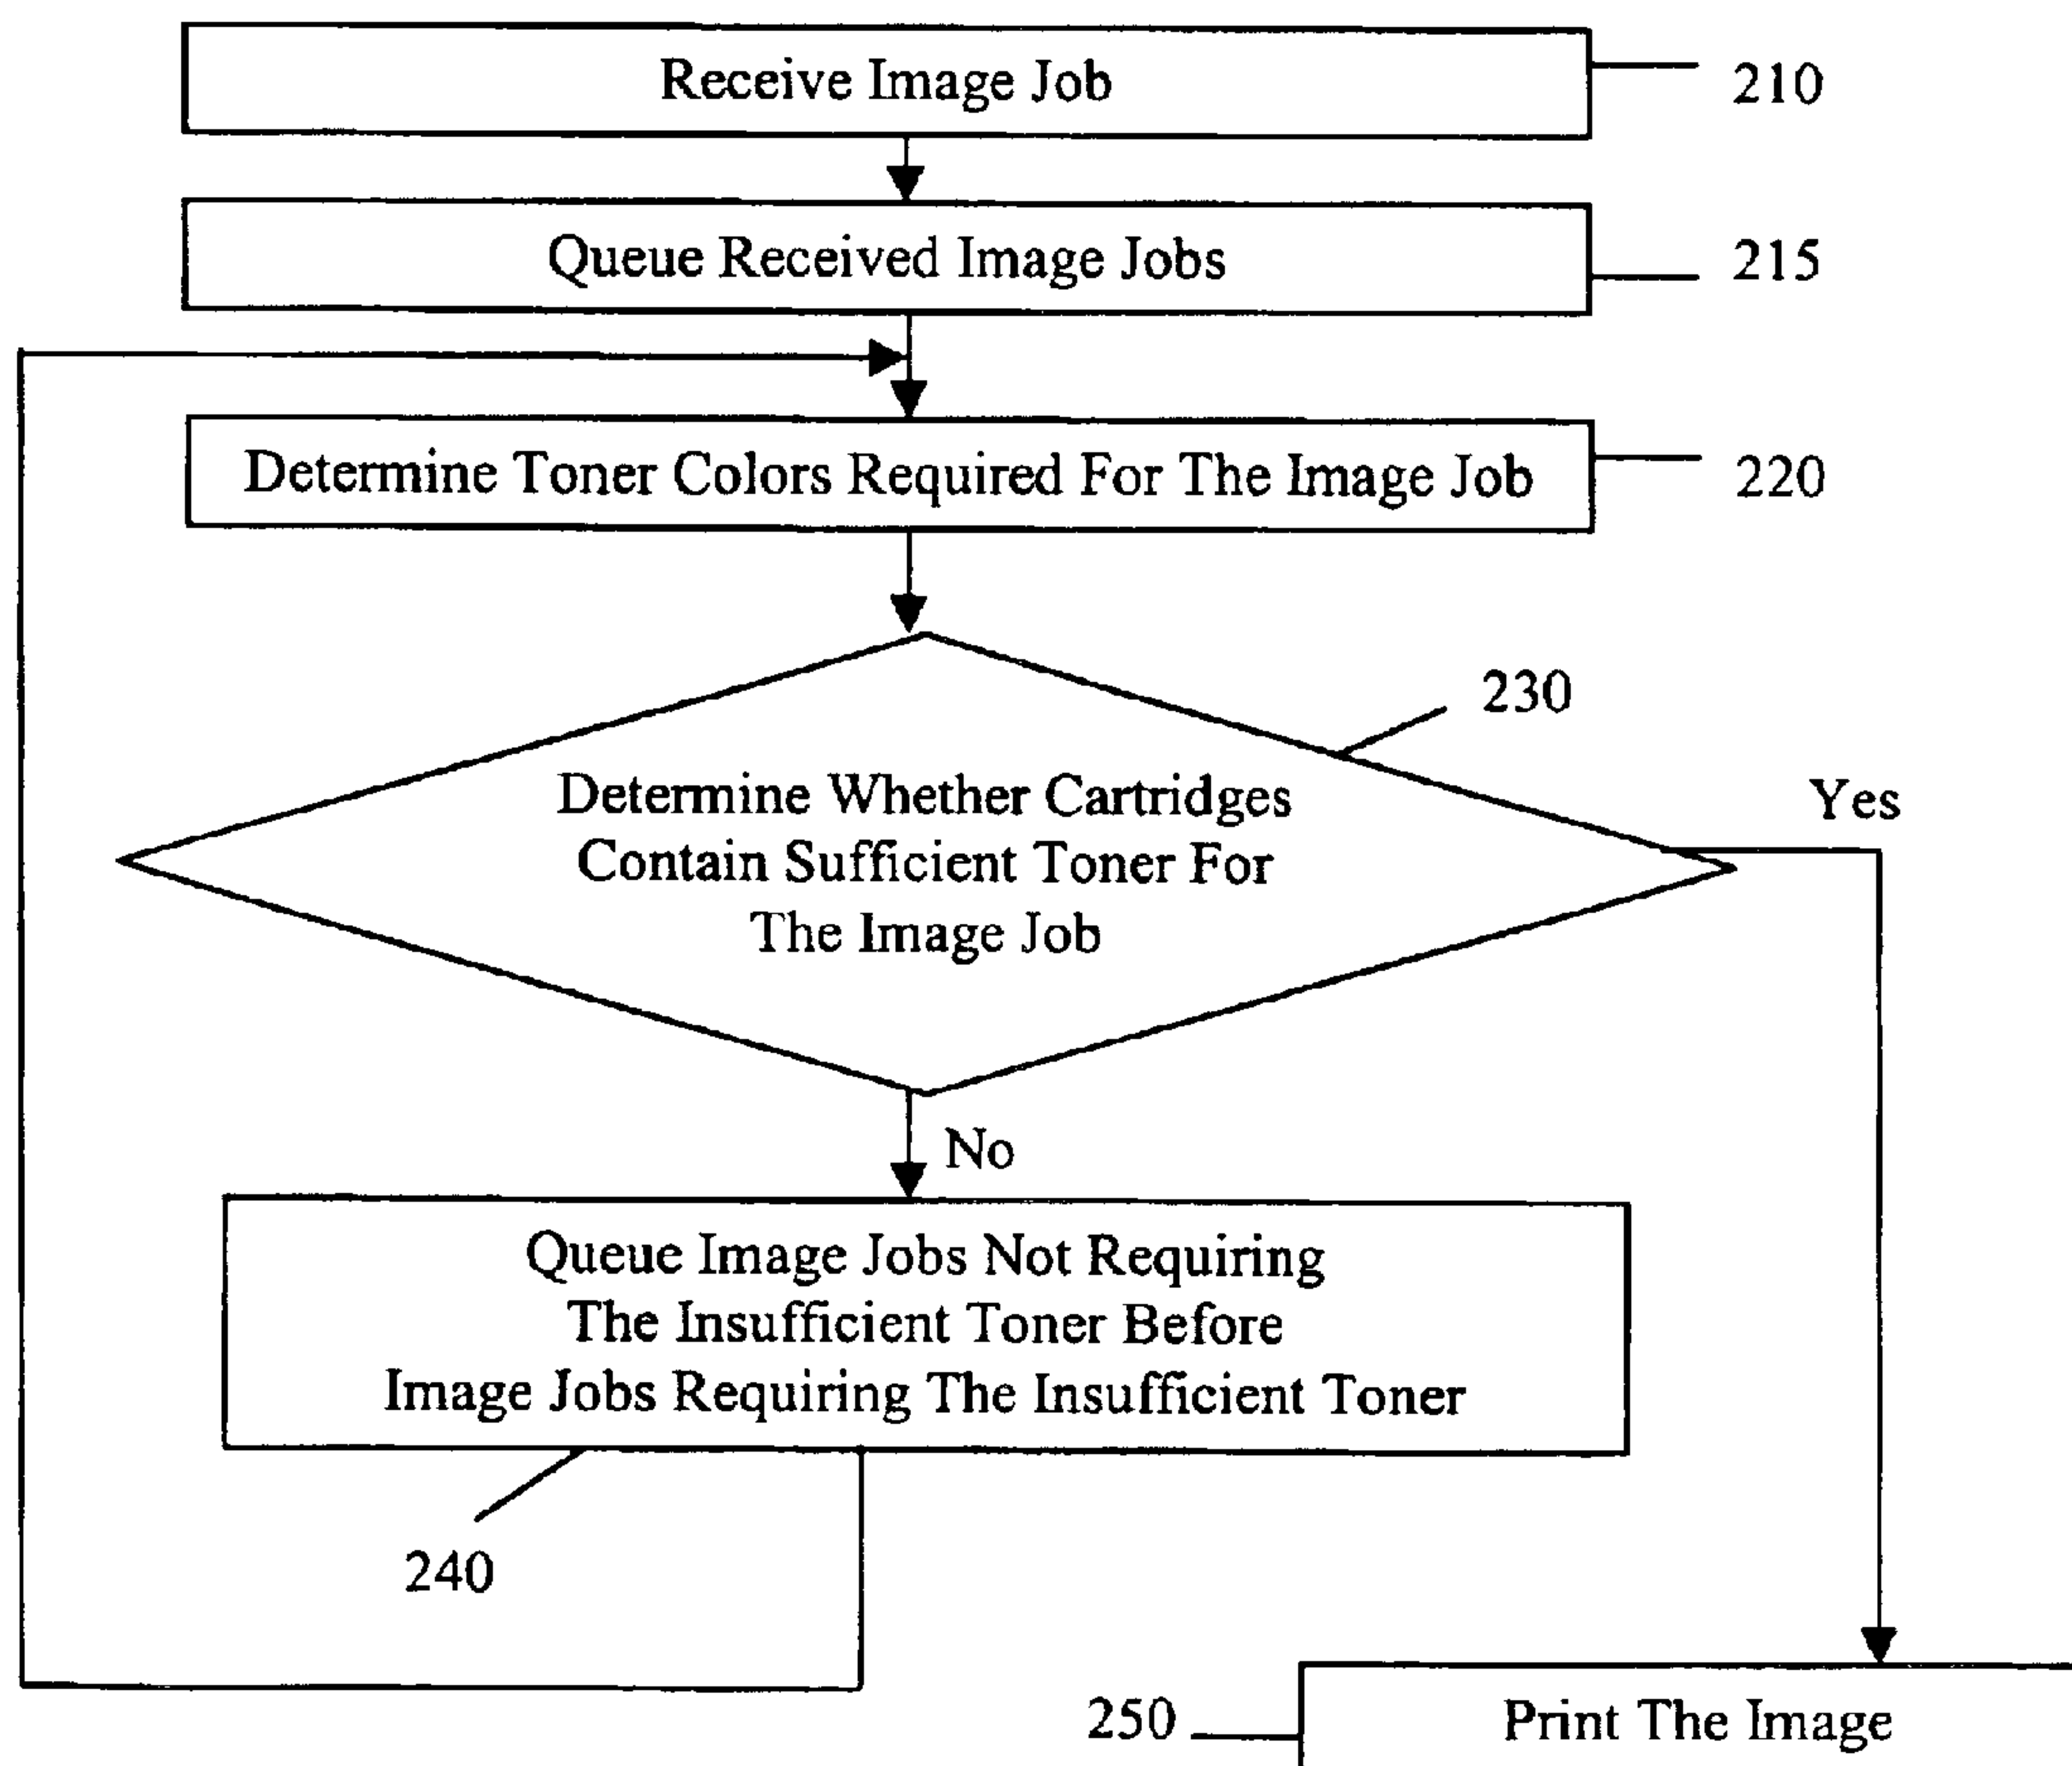 Receive Image Job
210
Queue Received Image Jobs
215
Determine Toner Colors Required For The Image Job
220
230
Determine Whether Cartridges
Contain Sufficient Toner For
The Image Job
Yes
No
Queue Image Jobs Not Requiring
The Insufficient Toner Before
Image Jobs Requiring The Insufficient Toner
240
250
Print The Image